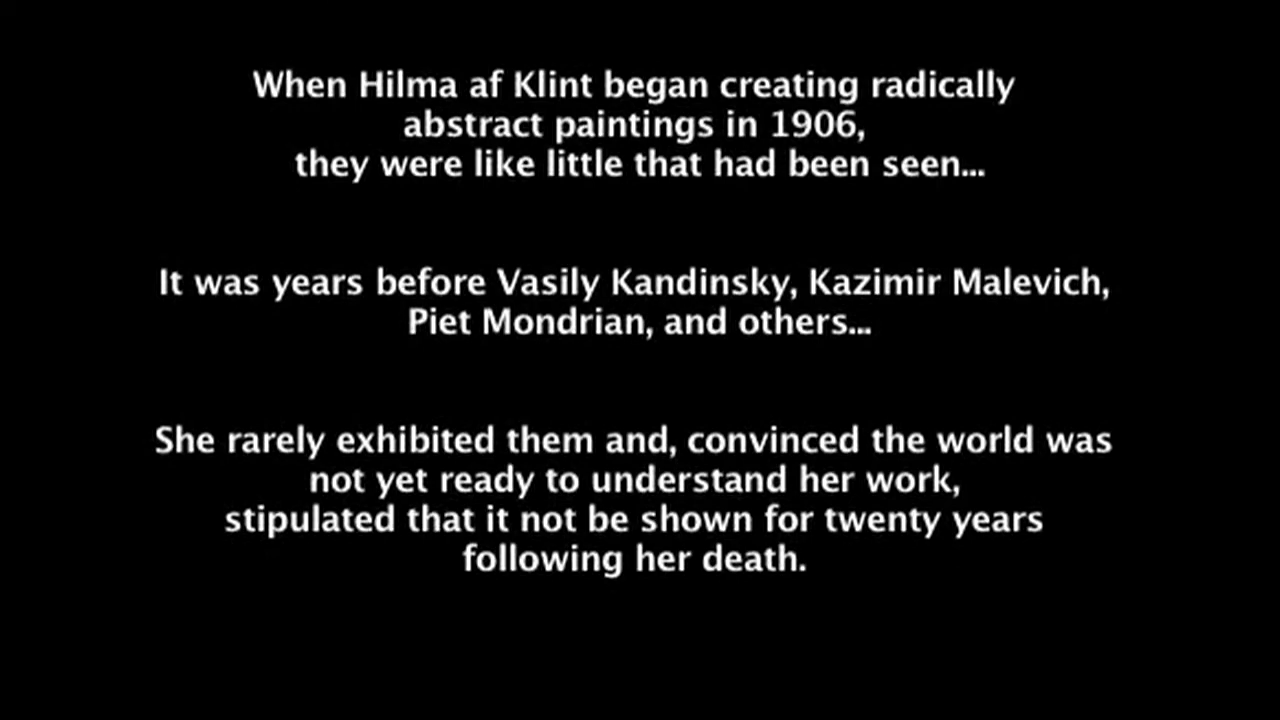 When Hilma af Klint began creating radically
abstract paintings in 1906,
they were like little that had been seen...
It was years before Vasily Kandinsky, Kazimir Malevich,
Piet Mondrian, and others...
She rarely exhibited them and, convinced the world was
not yet ready to understand her work,
stipulated that it not be shown for twenty years
following her death.